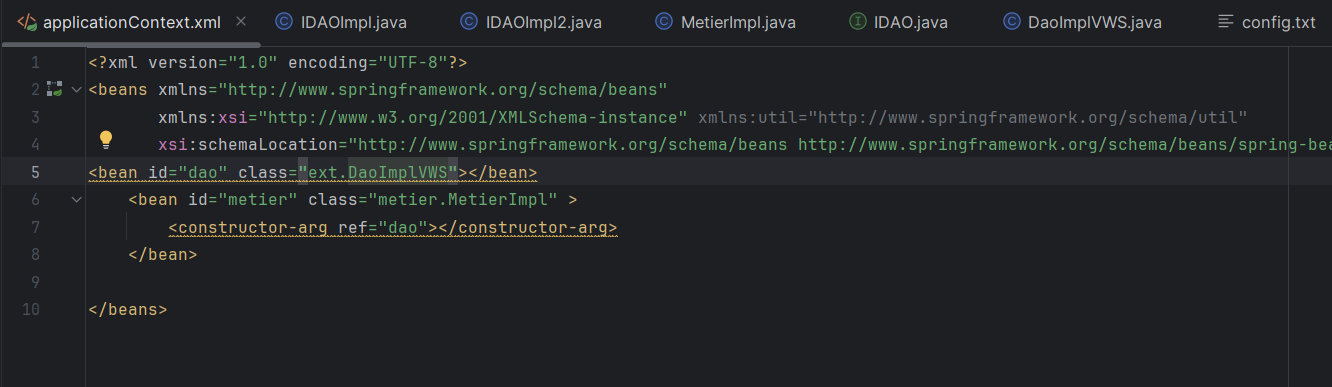 applicationContext.xml IDAOImpl.java IDAOImpl2.java MetierImpl.java IDAO.java DaoImplVWS.java config.txt
1 <?xml version="1.0" encoding="UTF-8"?>
2 <beans xmlns="http://www.springframework.org/schema/beans"
3 xmlns:xsi="http://www.w3.org/2001/XMLSchema-instance" xmlns:util="http://www.springframework.org/schema/util"
4 xsi:schemaLocation="http://www.springframework.org/schema/beans http://www.springframework.org/schema/beans/spring-bea
5 <bean id="dao" class="ext.DaoImplVWS"></bean>
6 <bean id="metier" class="metier.MetierImpl" >
7 <constructor-arg ref="dao"></constructor-arg>
8 </bean>
9
10 </beans>